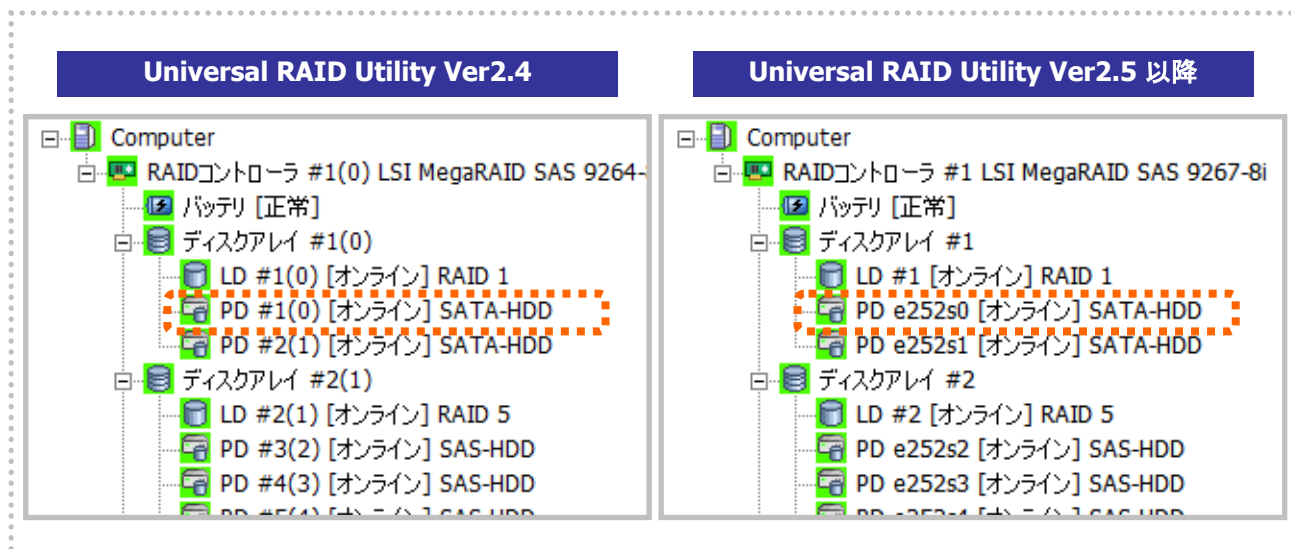 Universal RAID Utility Ver2.4
Computer
RAIDコントローラ #1(0) LSI MegaRAID SAS 9264-
バッテリ [正常]
ディスクアレイ #1(0)
LD #1(0) [オンライン] RAID 1
PD #1(0) [オンライン] SATA-HDD
PD #2(1) [オンライン] SATA-HDD
ディスクアレイ #2(1)
LD #2(1) [オンライン] RAID 5
PD #3(2) [オンライン] SAS-HDD
PD #4(3) [オンライン] SAS-HDD
Universal RAID Utility Ver2.5 以降
Computer
RAIDコントローラ #1 LSI MegaRAID SAS 9267-8i
バッテリ [正常]
ディスクアレイ #1
LD #1 [オンライン] RAID 1
PD e252s0 [オンライン] SATA-HDD
PD e252s1 [オンライン] SATA-HDD
ディスクアレイ #2
LD #2 [オンライン] RAID 5
PD e252s2 [オンライン] SAS-HDD
PD e252s3 [オンライン] SAS-HDD